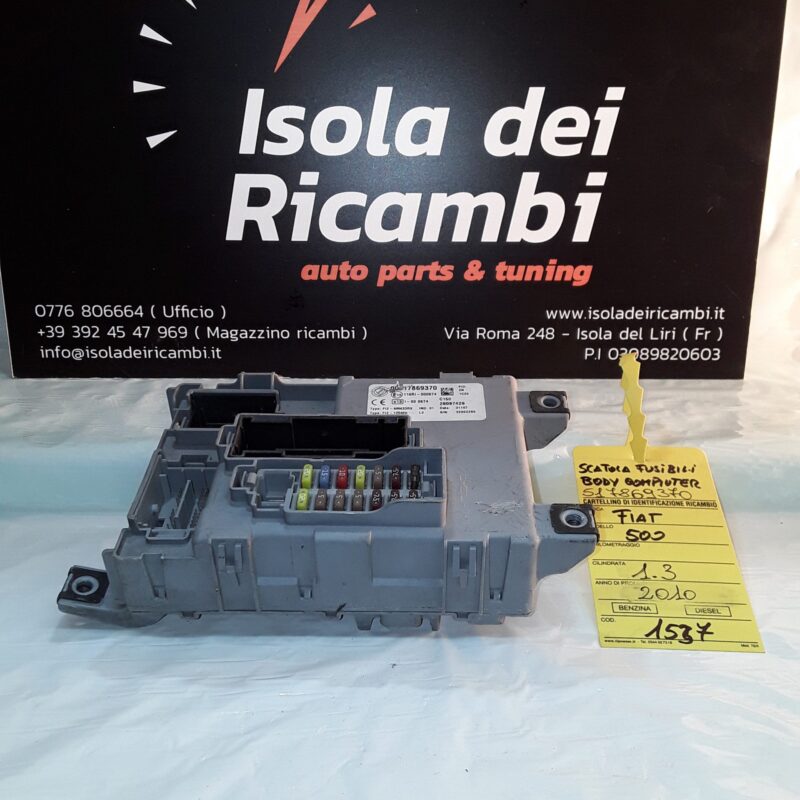 Isola dei
Ricambi
auto parts & tuning
0776 806664 ( Ufficio )
+39 392 45 47 969 ( Magazzino ricambi )
info@isoladeiricambi.it
www.isoladeiricambi.it
Via Roma 248 - Isola del Liri ( Fr )
P.I 03089820603
17869370
SCATOLA FUSIBILI
BODY COMPUTER
517869370
CARTELLINO DI IDENTIFICAZIONE RICAMBIO
FIAT
500
CILINDRATA
1.3
2010
BENZINA
DIESEL
COD.
1537